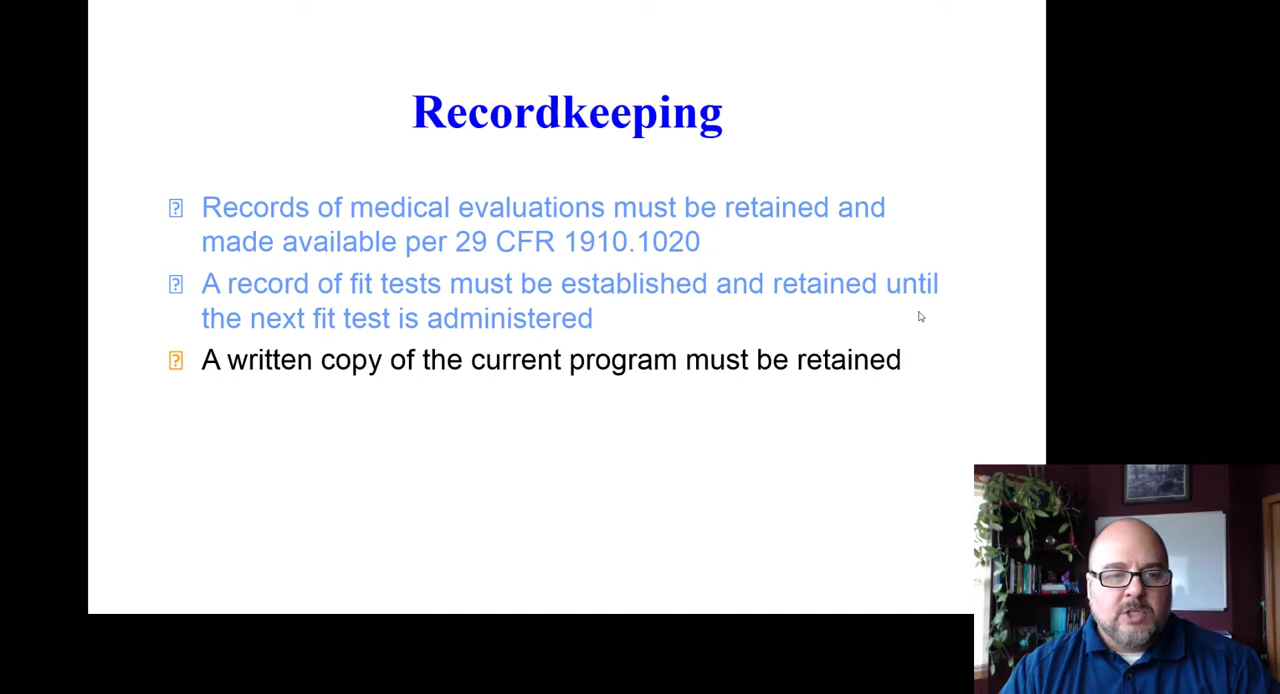 Recordkeeping
Records of medical evaluations must be retained and
made available per 29 CFR 1910.1020
A record of fit tests must be established and retained until
the next fit test is administered
A written copy of the current program must be retained